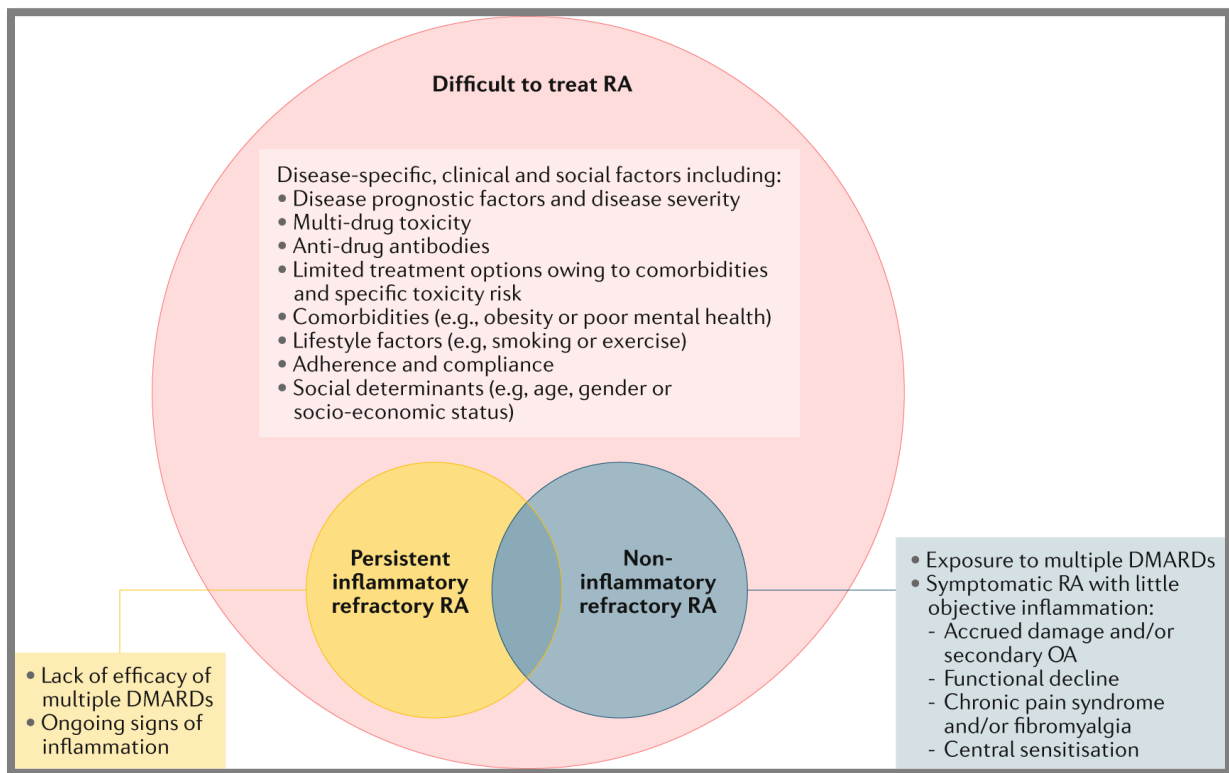 Difficult to treat RA
Disease-specific, clinical and social factors including:
• Disease prognostic factors and disease severity
• Multi-drug toxicity
• Anti-drug antibodies
• Limited treatment options owing to comorbidities
and specific toxicity risk
• Comorbidities (e.g., obesity or poor mental health)
• Lifestyle factors (e.g, smoking or exercise)
• Adherence and compliance
• Social determinants (e.g, age, gender or
socio-economic status)
Persistent
inflammatory
refractory RA
Non-
inflammatory
refractory RA
• Lack of efficacy of
multiple DMARDs
• Ongoing signs of
inflammation
• Exposure to multiple DMARDs
• Symptomatic RA with little
objective inflammation:
- Accrued damage and/or
secondary OA
- Functional decline
- Chronic pain syndrome
and/or fibromyalgia
- Central sensitisation